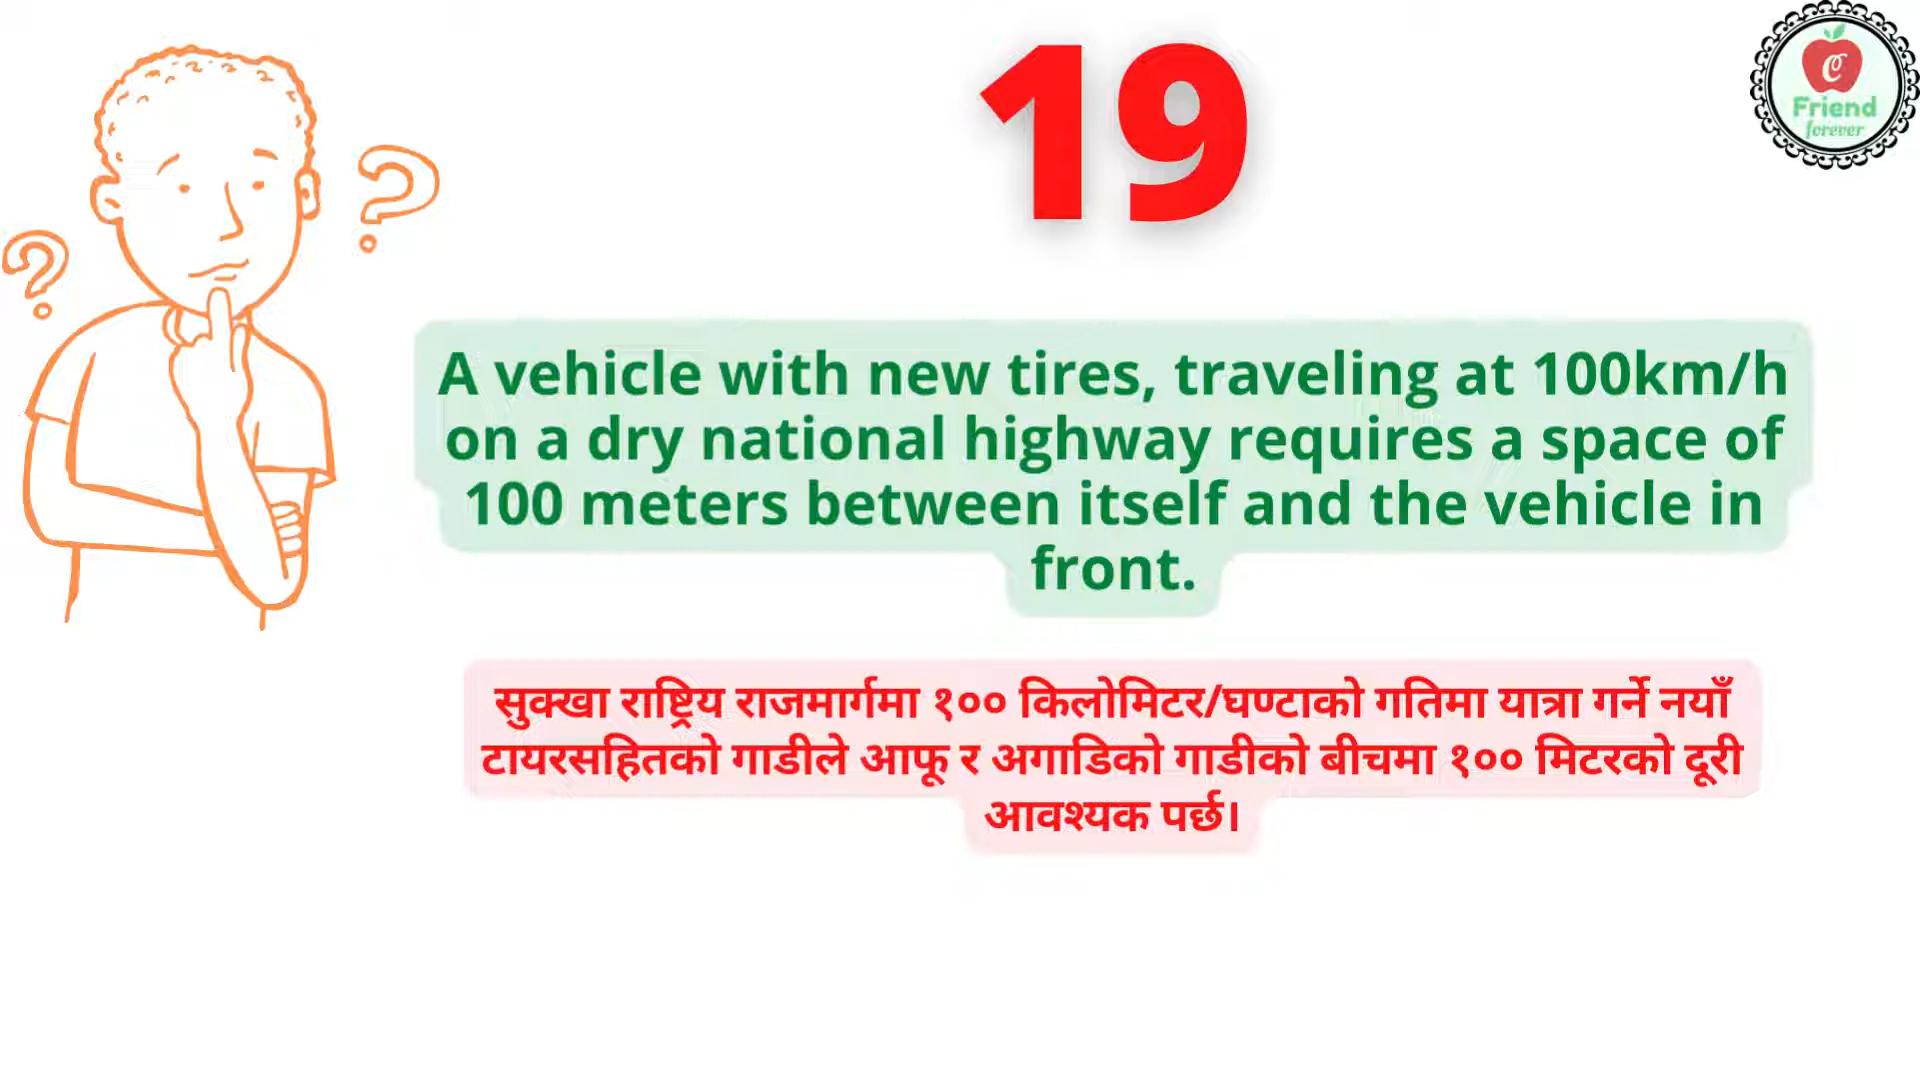 19
C
Friend
forever
A vehicle with new tires, traveling at 100km/h
on a dry national highway requires a space of
100 meters between itself and the vehicle in
front.
सुक्खा राष्ट्रिय राजमार्गमा १०० किलोमिटर/घण्टाको गतिमा यात्रा गर्ने नयाँ
टायरसहितको गाडीले आफू र अगाडिको गाडीको बीचमा १०० मिटरको दूरी
आवश्यक पर्छ।